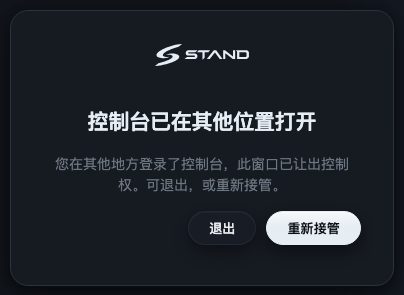 STAND
控制台已在其他位置打开
您在其他地方登录了控制台，此窗口已让出控制
权。可退出，或重新接管。
退出
重新接管